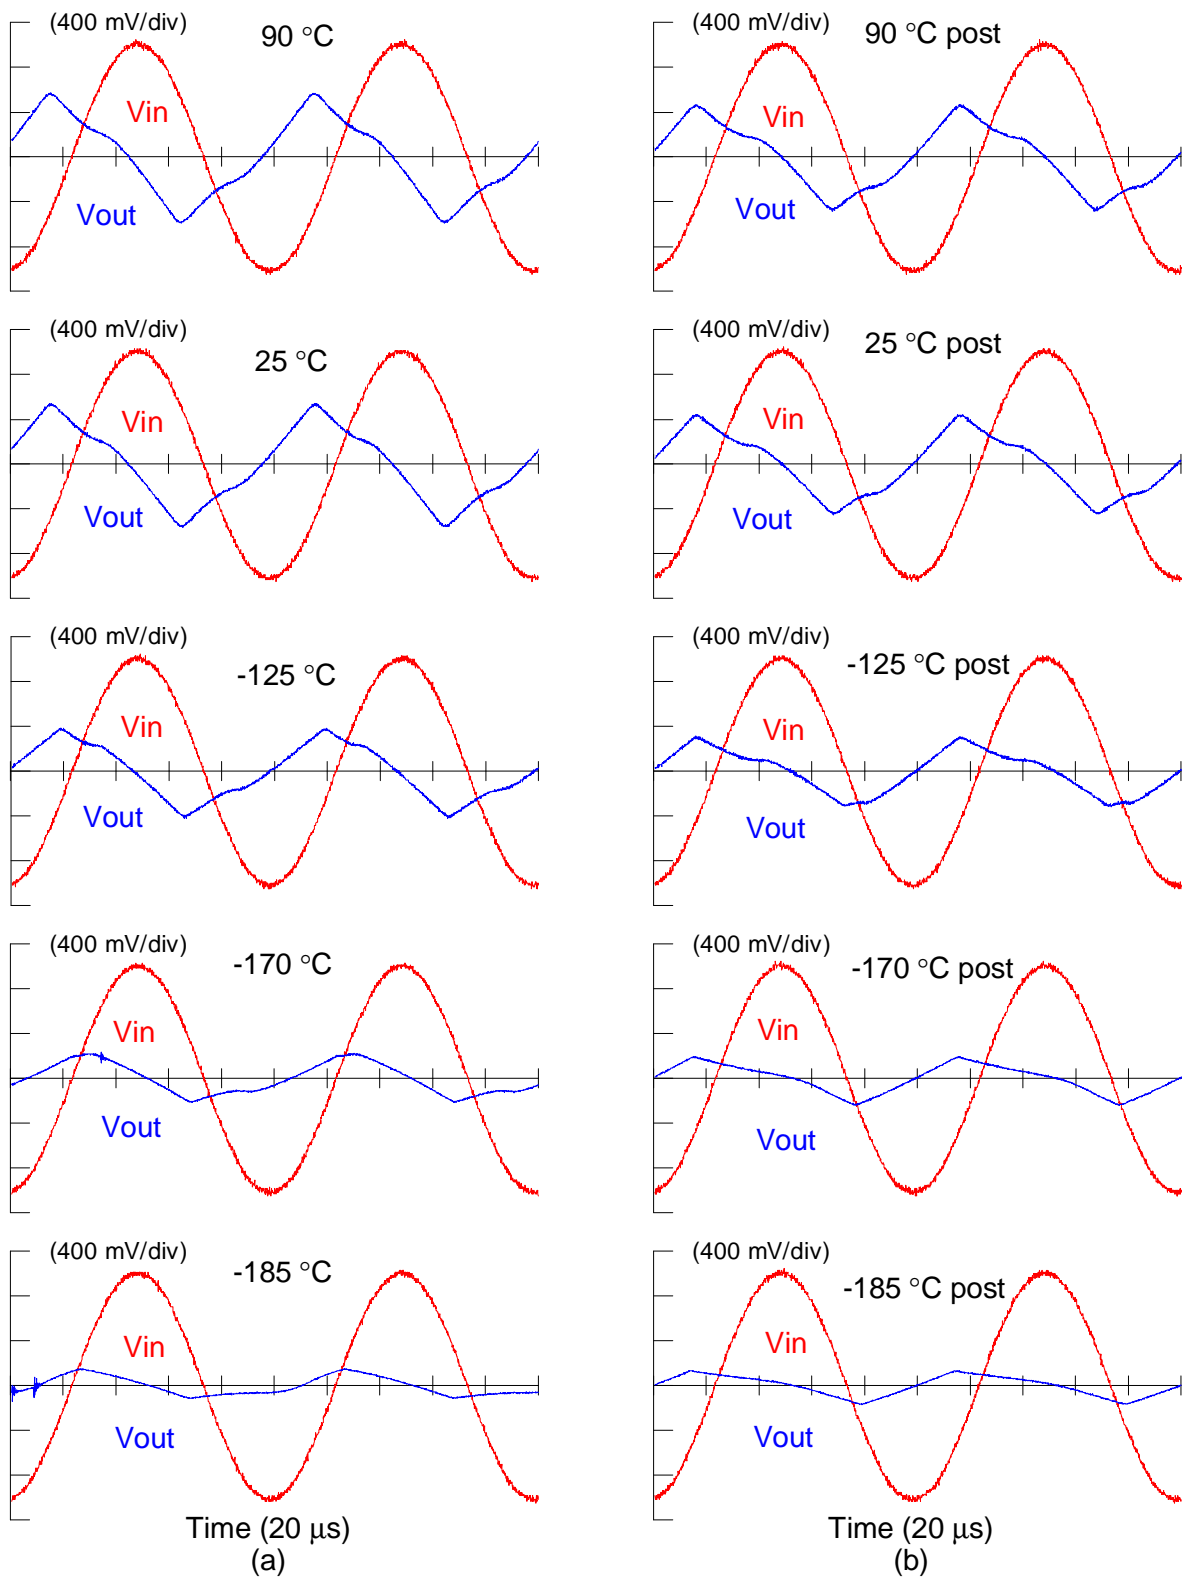 (400 mV/div)
90 °C
Vin
Vout
(400 mV/div)
90 °C post
Vin
Vout
(400 mV/div)
25 °C
Vin
Vout
(400 mV/div)
25 °C post
Vin
Vout
(400 mV/div)
-125 °C
Vin
Vout
(400 mV/div)
-125 °C post
Vin
Vout
(400 mV/div)
-170 °C
Vin
Vout
(400 mV/div)
-170 °C post
Vin
Vout
(400 mV/div)
-185 °C
Vin
Vout
Time (20 μs)
(a)
(400 mV/div)
-185 °C post
Vin
Vout
Time (20 μs)
(b)